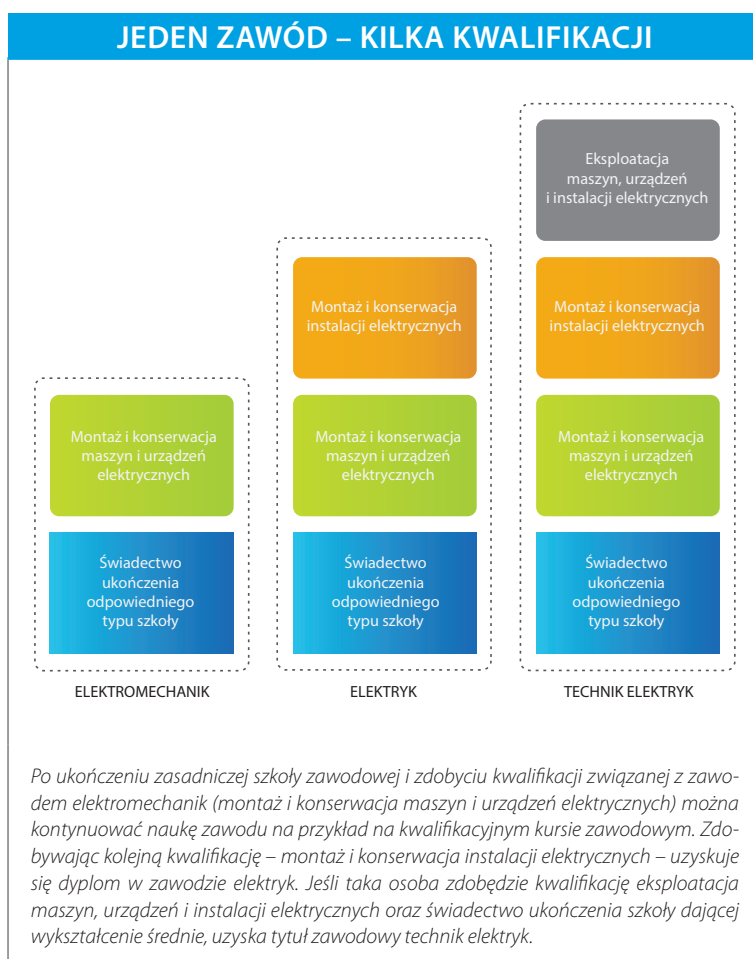 JEDEN ZAWÓD – KILKA KWALIFIKACJI
Eksploatacja
maszyn, urządzeń
i instalacji elektrycznych
Montaż i konserwacja
instalacji elektrycznych
Montaż i konserwacja
instalacji elektrycznych
Montaż i konserwacja
maszyn i urządzeń
elektrycznych
Montaż i konserwacja
maszyn i urządzeń
elektrycznych
Montaż i konserwacja
maszyn i urządzeń
elektrycznych
Świadectwo
ukończenia
odpowiedniego
typu szkoły
Świadectwo
ukończenia
odpowiedniego
typu szkoły
Świadectwo
ukończenia
odpowiedniego
typu szkoły
ELEKTROMECHANIK
ELEKTRYK
TECHNIK ELEKTRYK
Po ukończeniu zasadniczej szkoły zawodowej i zdobyciu kwalifikacji związanej z zawo-
dem elektromechanik (montaż i konserwacja maszyn i urządzeń elektrycznych) można
kontynuować naukę zawodu na przykład na kwalifikacyjnym kursie zawodowym. Zdo-
bywając kolejną kwalifikację – montaż i konserwacja instalacji elektrycznych – uzyskuje
się dyplom w zawodzie elektryk. Jeśli taka osoba zdobędzie kwalifikację eksploatacja
maszyn, urządzeń i instalacji elektrycznych oraz świadectwo ukończenia szkoły dającej
wykształcenie średnie, uzyska tytuł zawodowy technik elektryk.